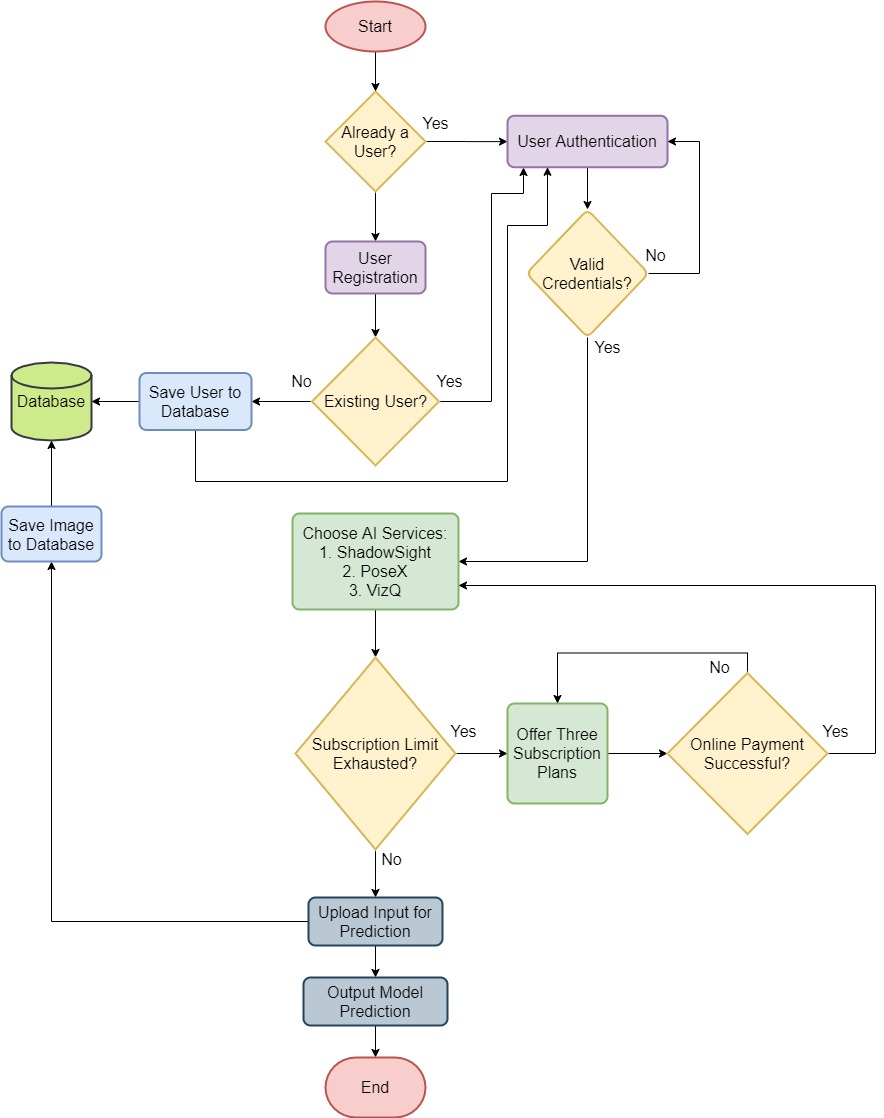 Start
Already a
User?
Yes
User Authentication
User
Registration
Valid
Credentials?
No
Yes
Existing User?
No
Yes
Save User to
Database
Database
Save Image
to Database
Choose AI Services:
1. ShadowSight
2. PoseX
3. VizQ
Subscription Limit
Exhausted?
Yes
Offer Three
Subscription
Plans
No
Online Payment
Successful?
Yes
No
Upload Input for
Prediction
Output Model
Prediction
End